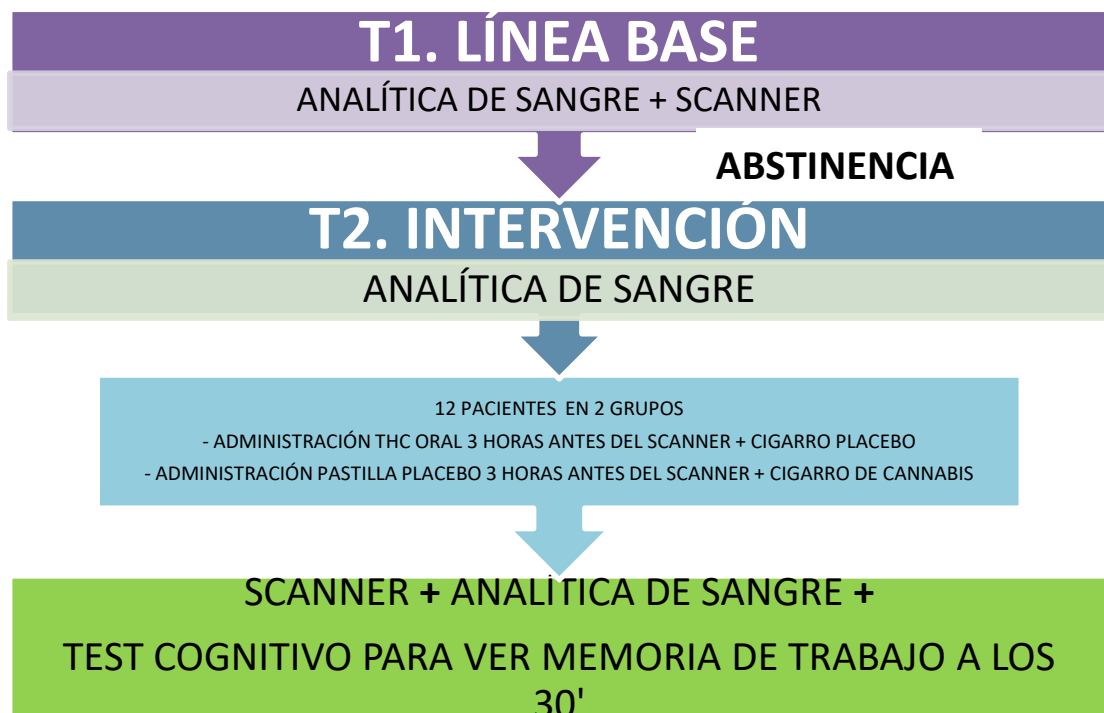 T1. LÍNEA BASE
ANALÍTICA DE SANGRE + SCANNER
ABSTINENCIA
T2. INTERVENCIÓN
ANALÍTICA DE SANGRE
12 PACIENTES EN 2 GRUPOS
- ADMINISTRACIÓN THC ORAL 3 HORAS ANTES DEL SCANNER + CIGARRO PLACEBO
- ADMINISTRACIÓN PASTILLA PLACEBO 3 HORAS ANTES DEL SCANNER + CIGARRO DE CANNABIS
SCANNER + ANALÍTICA DE SANGRE +
TEST COGNITIVO PARA VER MEMORIA DE TRABAJO A LOS
30'